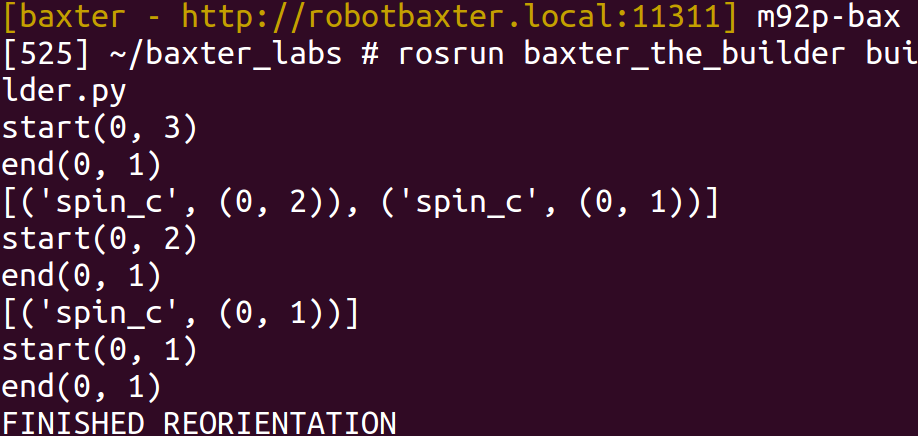 [baxter - http://robotbaxter.local:11311] m92p-bax
[525] ~/baxter_labs # rosrun baxter_the_builder bui
lder.py
start(0, 3)
end(0, 1)
[('spin_c', (0, 2)), ('spin_c', (0, 1))]
start(0, 2)
end(0, 1)
[('spin_c', (0, 1))]
start(0, 1)
end(0, 1)
FINISHED REORIENTATION